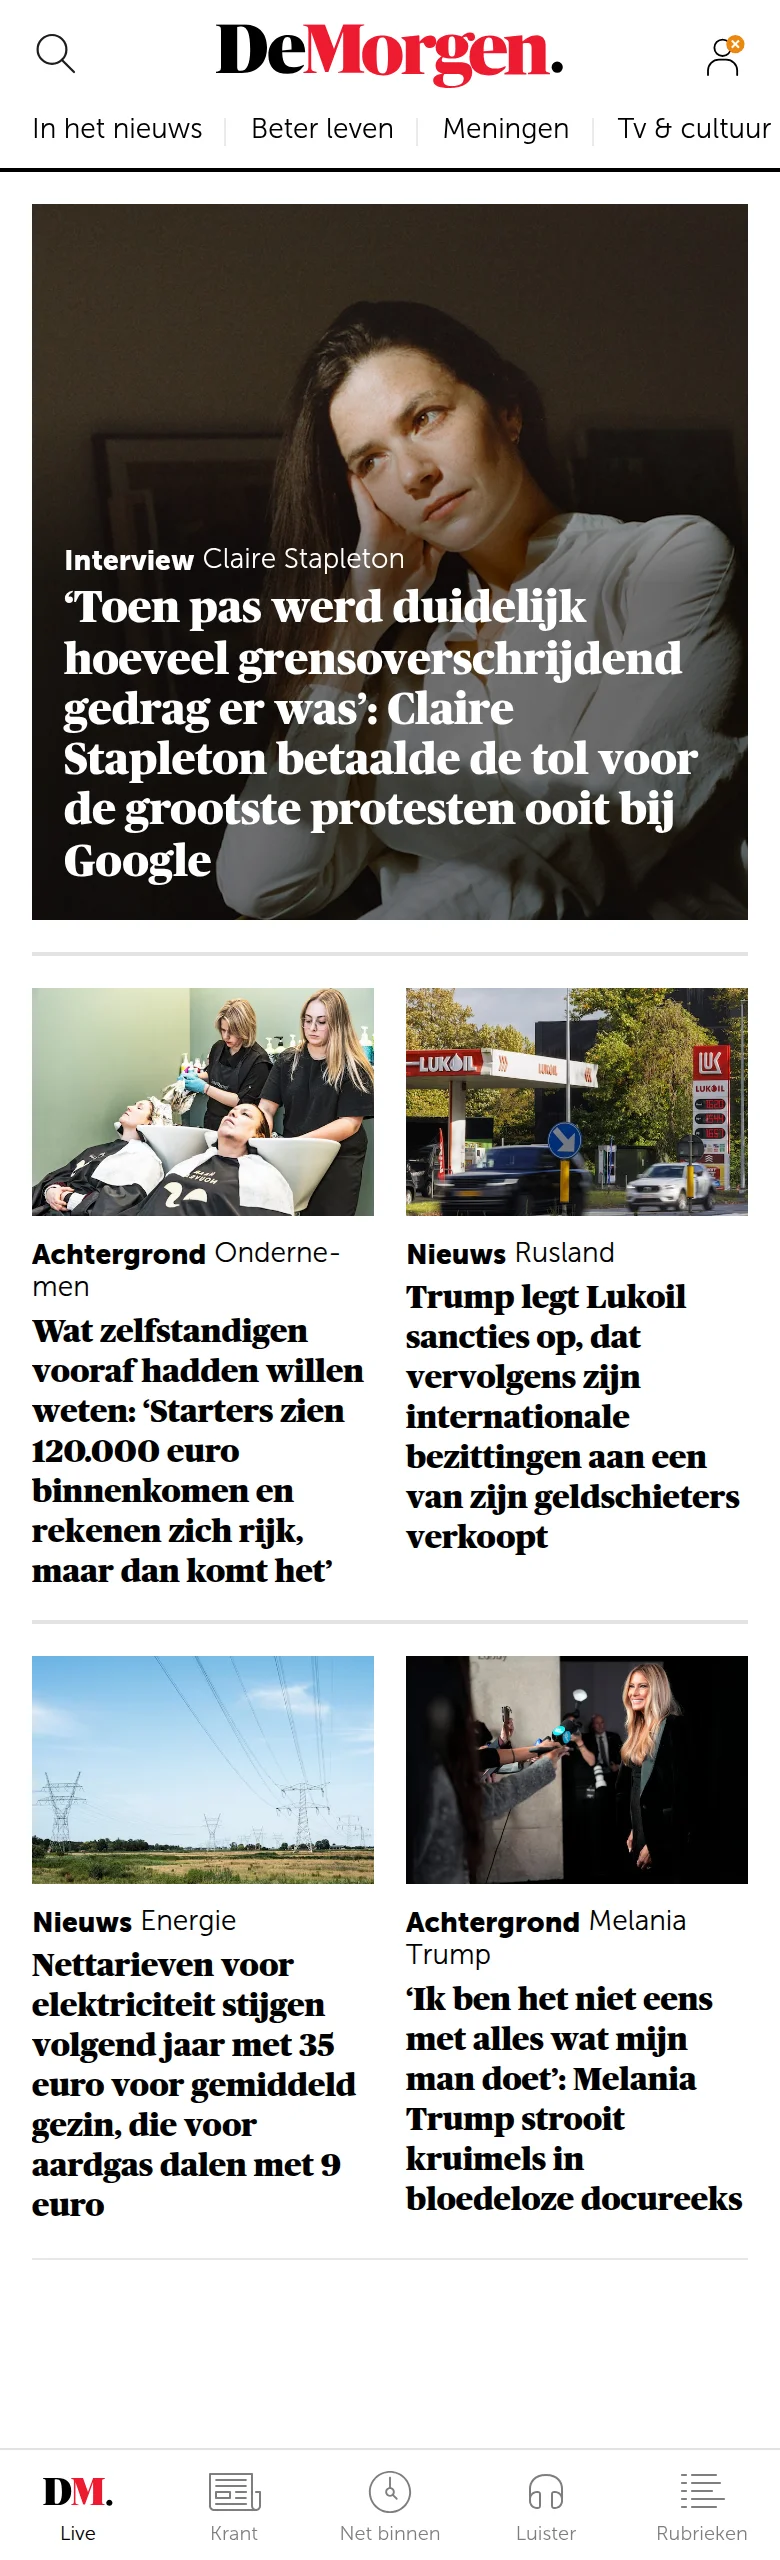 DeMorgen.
In het nieuws
Beter leven
Meningen
Tv & cultuur
Interview Claire Stapleton
‘Toen pas werd duidelijk
hoeveel grensoverschrijdend
gedrag er was’: Claire
Stapleton betaalde de tol voor
de grootste protesten ooit bij
Google
LUKOIL
LUKOIL
LUK
LUKOIL
Achtergrond Onderne-
men
Wat zelfstandigen
vooraf hadden willen
weten: ‘Starters zien
120.000 euro
binnenkomen en
rekenen zich rijk,
maar dan komt het’
Nieuws Rusland
Trump legt Lukoil
sancties op, dat
vervolgens zijn
internationale
bezittingen aan een
van zijn geldschieters
verkoopt
Nieuws Energie
Nettarieven voor
elektriciteit stijgen
volgend jaar met 35
euro voor gemiddeld
gezin, die voor
aardgas dalen met 9
euro
Achtergrond Melania
Trump
‘Ik ben het niet eens
met alles wat mijn
man doet’: Melania
Trump strooit
kruimels in
bloedeloze docureeks
DM.
Live
Krant
Net binnen
Luister
Rubrieken